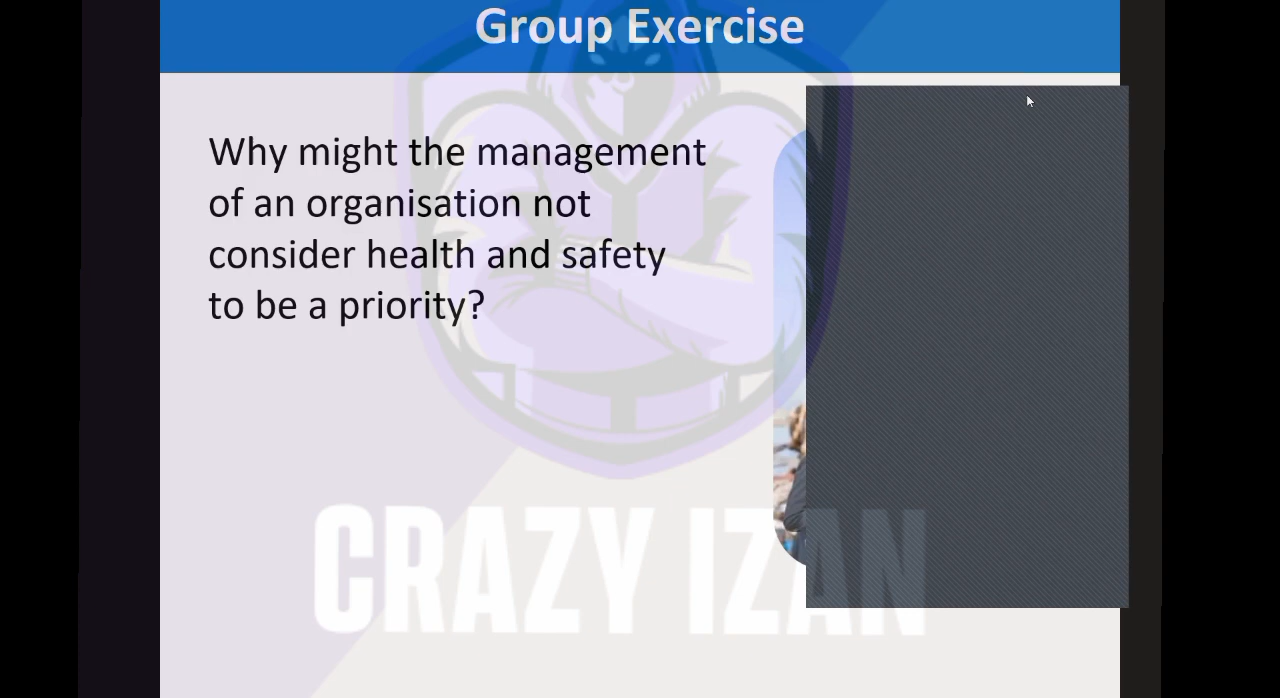 Group Exercise
Why might the management
of an organisation not
consider health and safety
to be a priority?
CRAZY IZAN